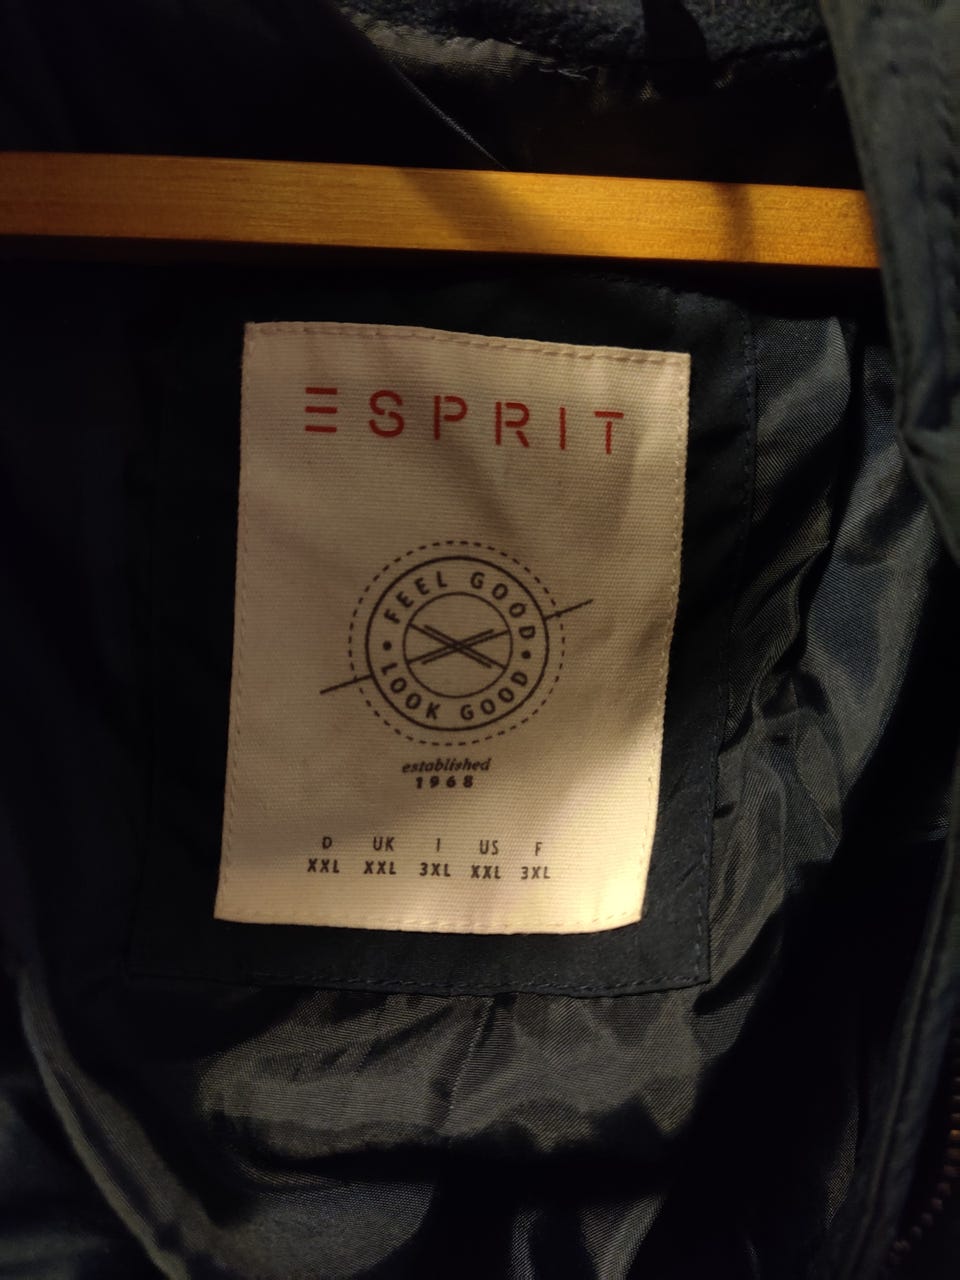 ESPRIT
• FEEL GOOD •
LOOK GOOD
established
1968
D UK I US F
XXL XXL 3XL XXL 3XL